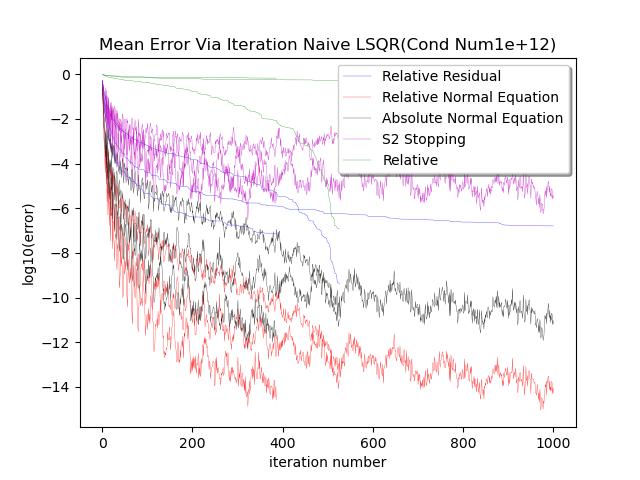 Mean Error Via Iteration Naive LSQR(Cond Num1e+12)
Relative Residual
Relative Normal Equation
Absolute Normal Equation
S2 Stopping
Relative
log10(error)
0
−2
−4
−6
−8
−10
−12
−14
0 200 400 600 800 1000
iteration number